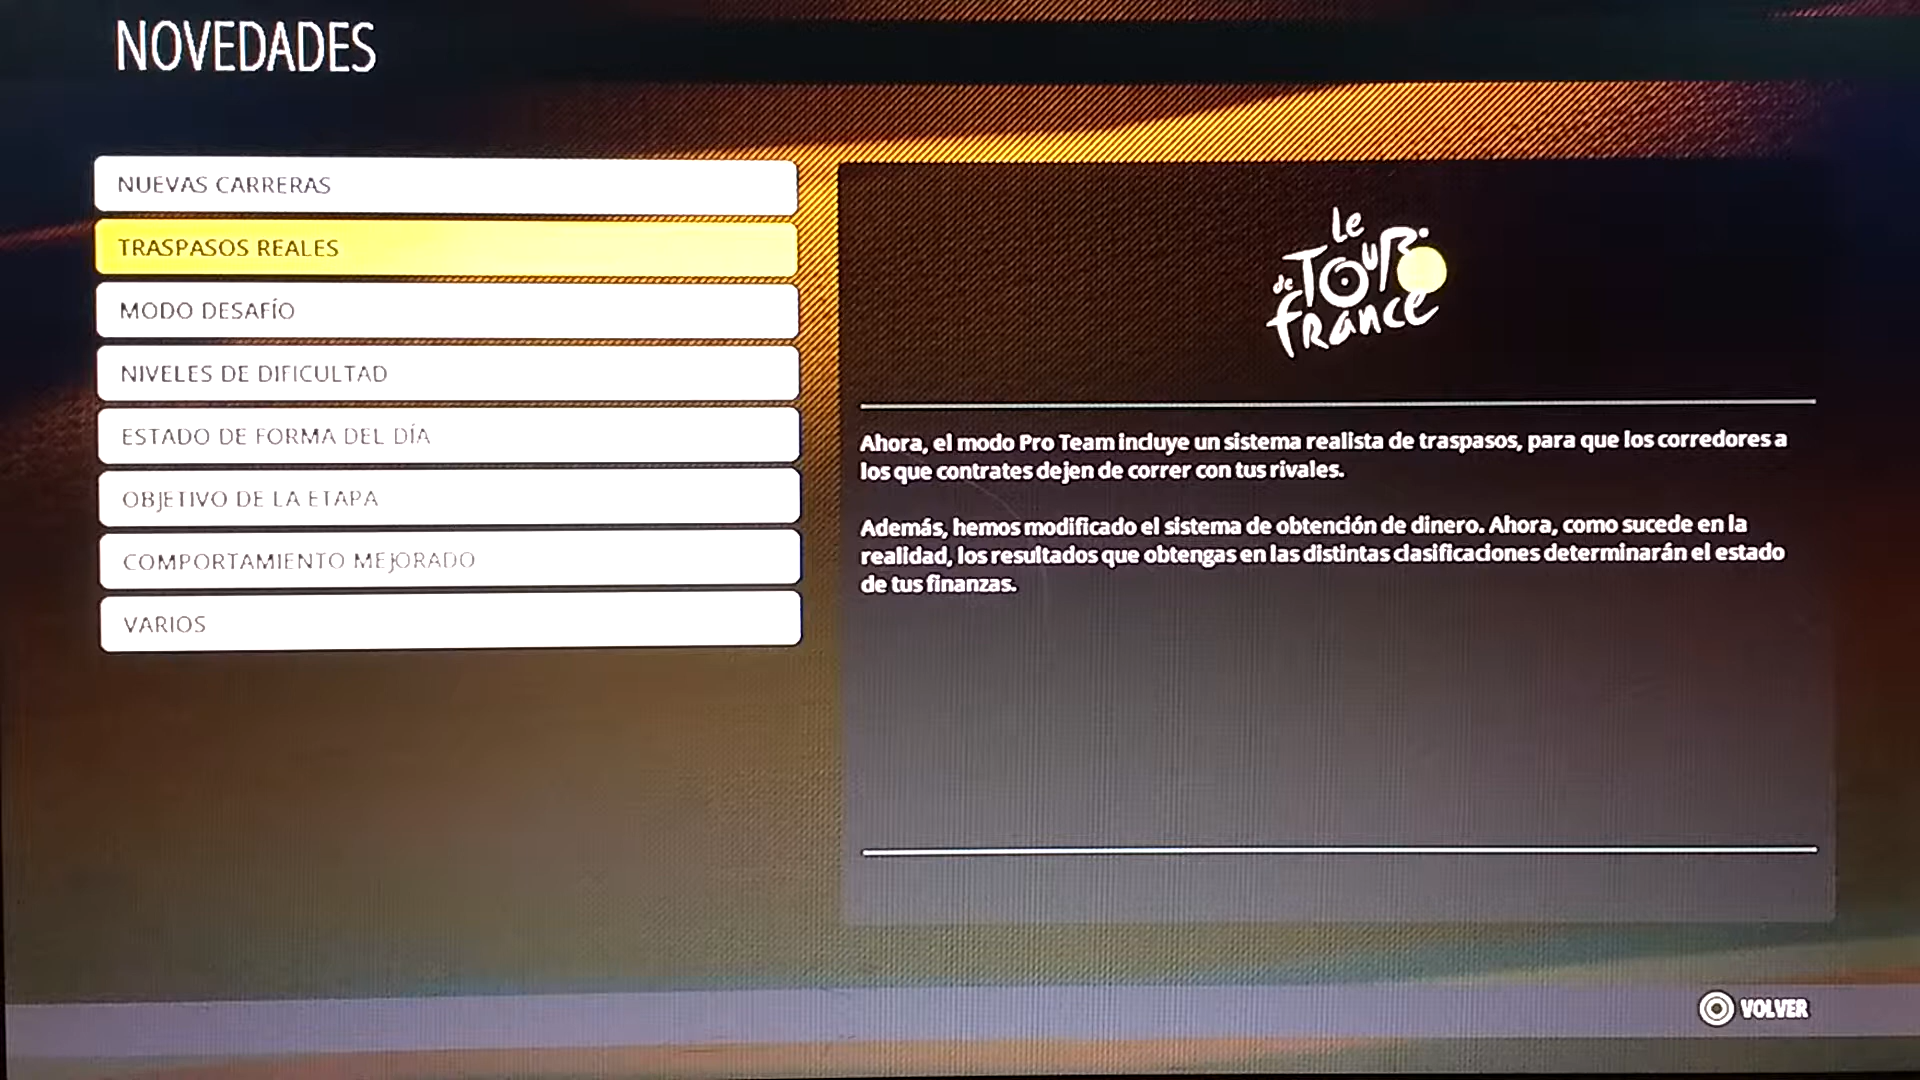 NOVEDADES
NUEVAS CARRERAS
TRASPASOS REALES
MODO DESAFÍO
NIVELES DE DIFICULTAD
ESTADO DE FORMA DEL DÍA
OBJETIVO DE LA ETAPA
COMPORTAMIENTO MEJORADO
VARIOS
Le
TOUR
de
FRANCE
Ahora, el modo Pro Team incluye un sistema realista de traspasos, para que los corredores a
los que contrates dejen de correr con tus rivales.
Además, hemos modificado el sistema de obtención de dinero. Ahora, como sucede en la
realidad, los resultados que obtengas en las distintas clasificaciones determinarán el estado
de tus finanzas.
VOLVER